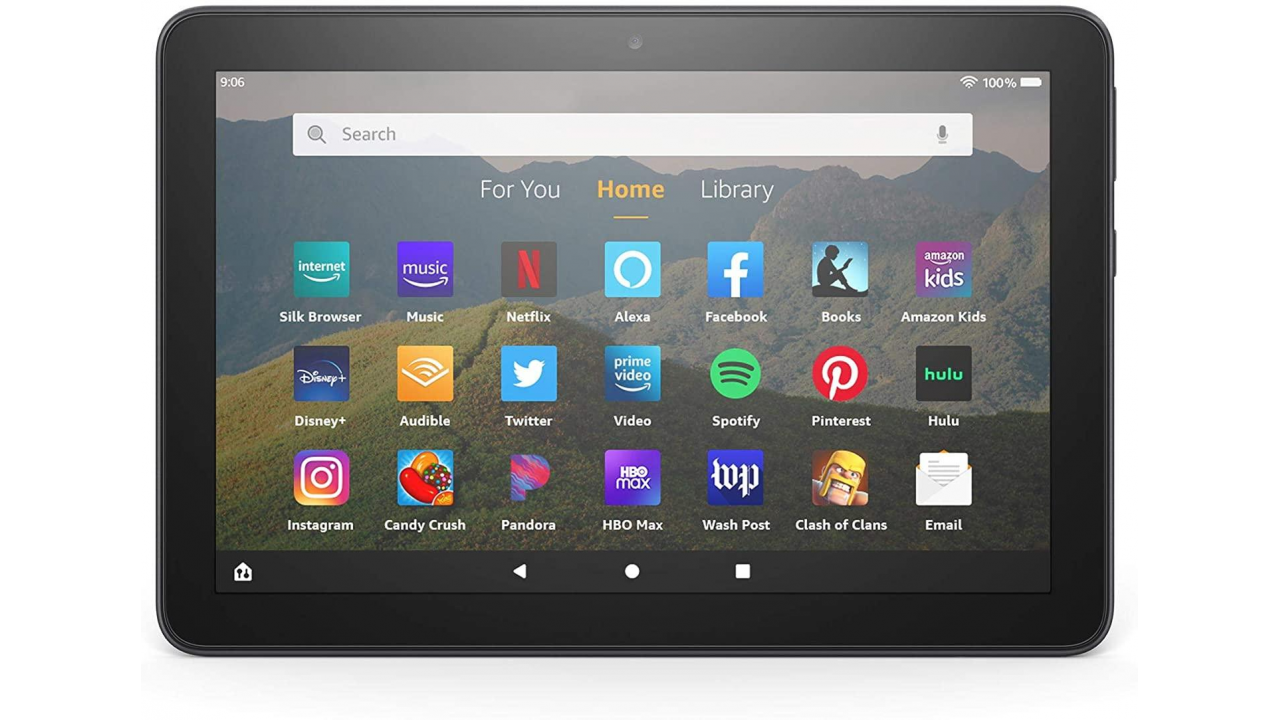 9:06
100%
Search
For You Home Library
internet music N f amazon kids
Silk Browser Music Netflix Alexa Facebook Books Amazon Kids
Disney+ prime video hulu
Disney+ Audible Twitter Video Spotify Pinterest Hulu
HBO max wp
Instagram Candy Crush Pandora HBO Max Wash Post Clash of Clans Email